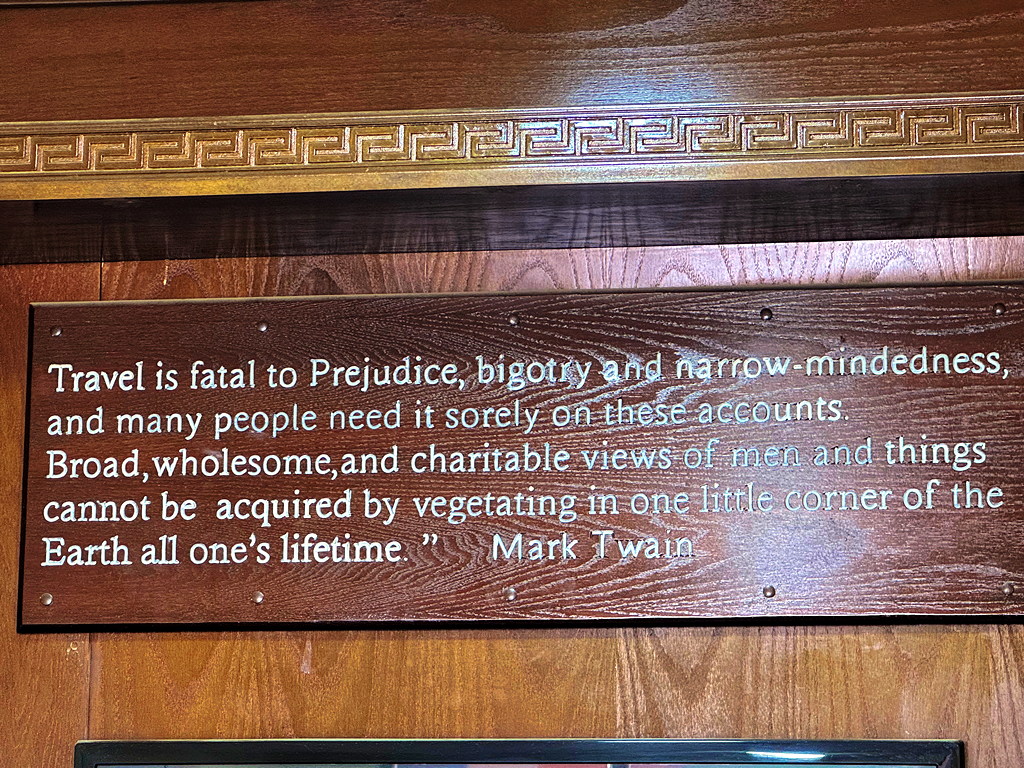 Travel is fatal to Prejudice, bigotry and narrow-mindedness,
and many people need it sorely on these accounts.
Broad,wholesome,and charitable views of men and things
cannot be acquired by vegetating in one little corner of the
Earth all one's lifetime. ” Mark Twain